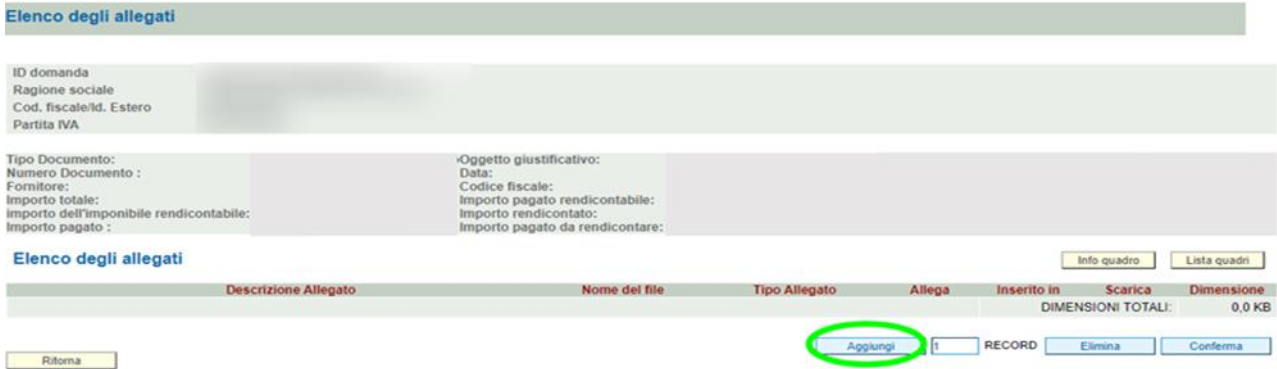 Elenco degli allegati
ID domanda
Ragione sociale
Cod. fiscale/Id. Estero
Partita IVA
Tipo Documento: Oggetto giustificativo:
Numero Documento : Data:
Fornitore: Codice fiscale:
Importo totale: Importo pagato rendicontabile:
importo dell'imponibile rendicontabile: Importo rendicontato:
Importo pagato : Importo pagato da rendicontare:
Elenco degli allegati Info quadro Lista quadri
Descrizione Allegato Nome del file Tipo Allegato Allega Inserito in Scarica Dimensione
DIMENSIONI TOTALI: 0,0 KB
Aggiungi 1 RECORD Elimina Conferma
Ritorna